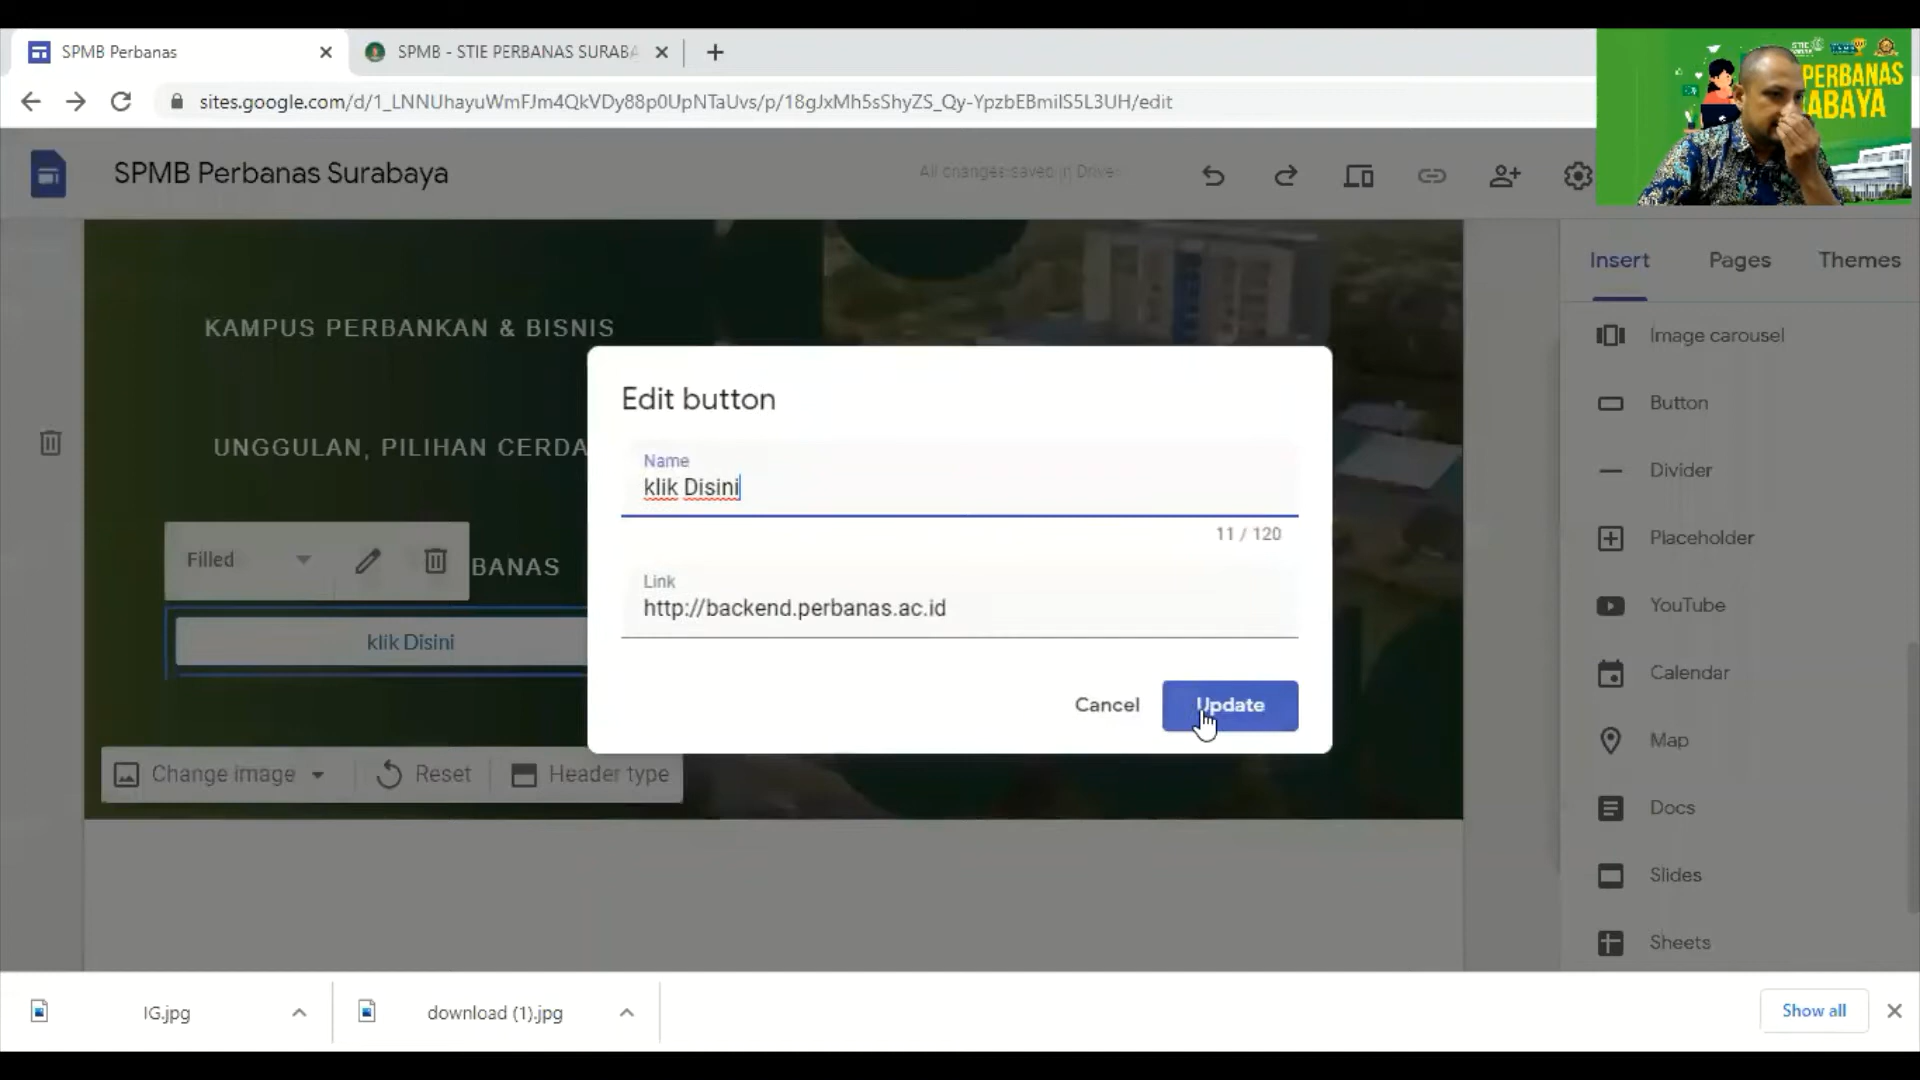 SPMB Perbanas
SPMB - STIE PERBANAS SURABA
sites.google.com/d/1_LNNUhayuWmFJm4QkVDy88p0UpNTaUvs/p/18gJxMh5sShyZS_Qy-YpzbEBmilS5L3UH/edit
PERBANAS
ABAYA
SPMB Perbanas Surabaya
All changes saved in Drive
Insert
Pages
Themes
KAMPUS PERBANKAN & BISNIS
UNGGULAN, PILIHAN CERDA
BANAS
Filled
klik Disini
Change image
Reset
Header type
Edit button
Name
klik Disini
11 / 120
Link
http://backend.perbanas.ac.id
Cancel
Update
Image carousel
Button
Divider
Placeholder
YouTube
Calendar
Map
Docs
Slides
Sheets
IG.jpg
download (1).jpg
Show all